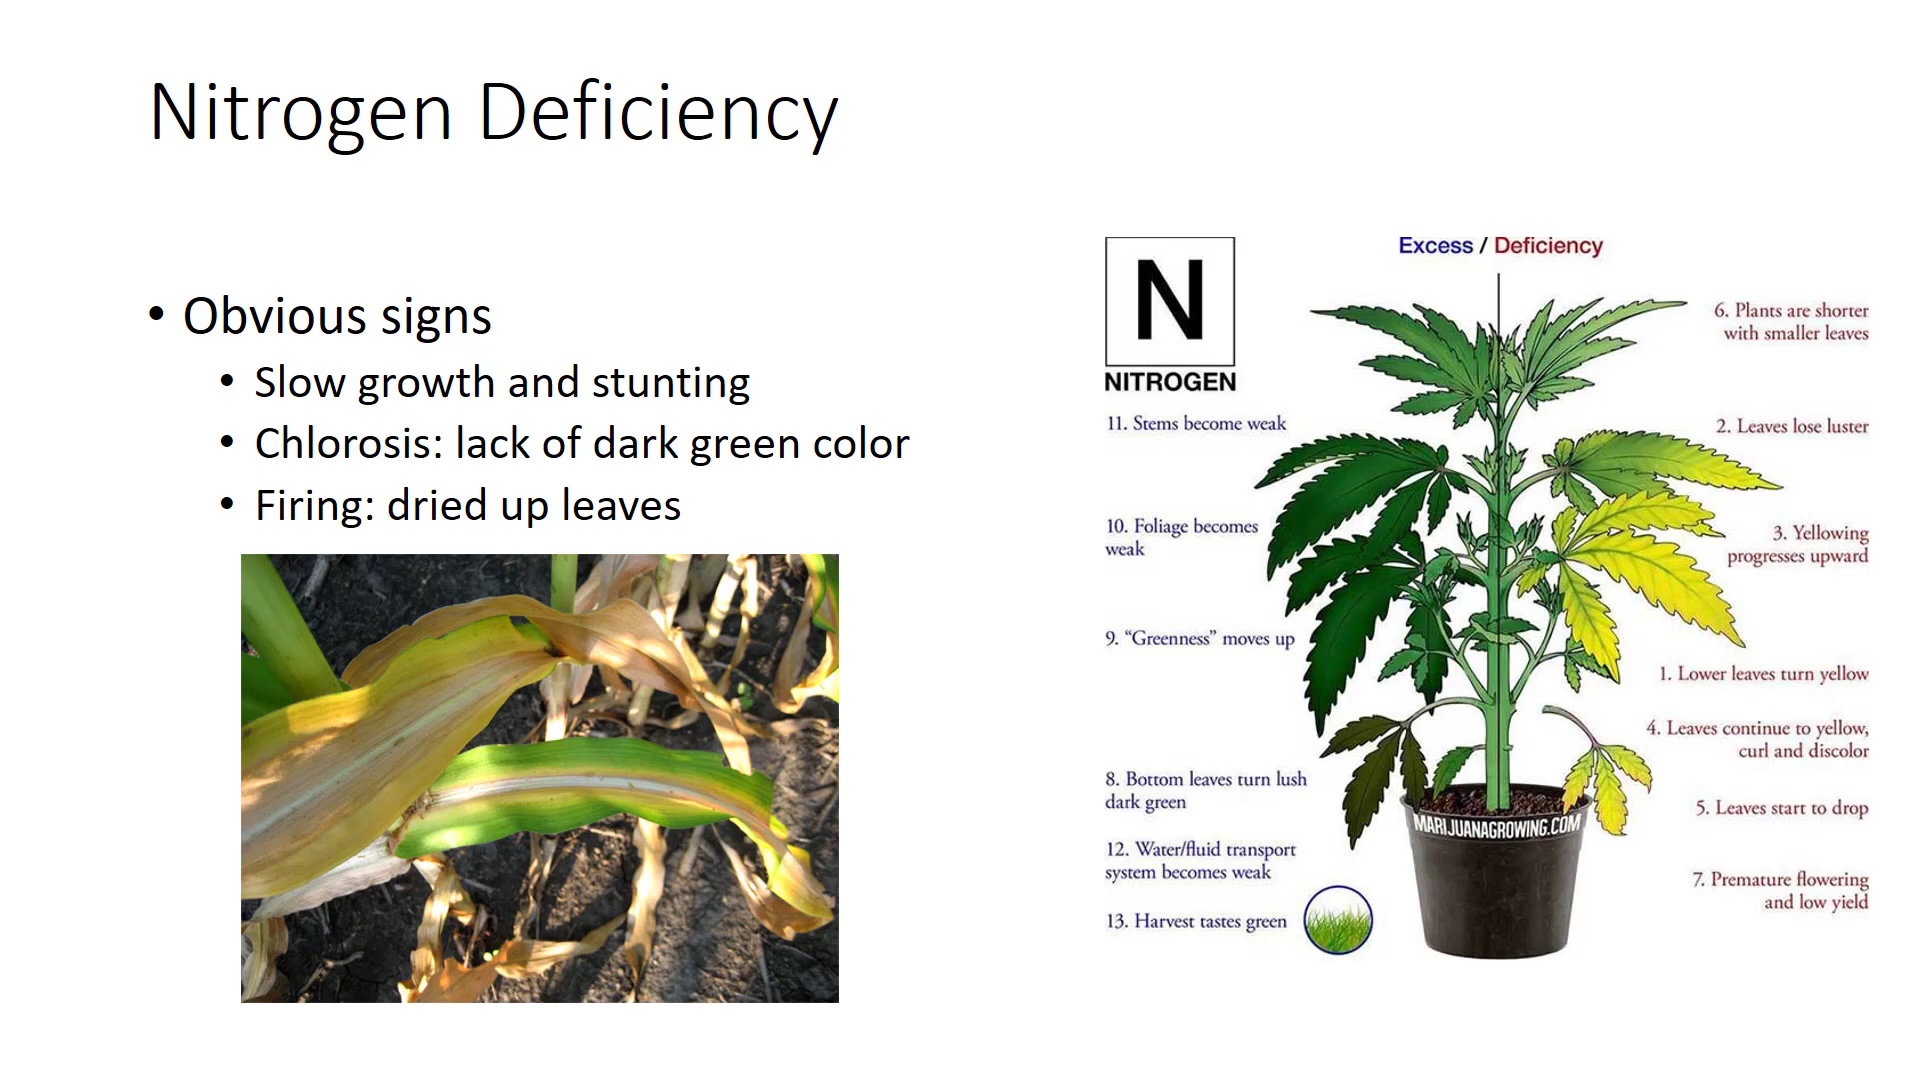 Nitrogen Deficiency
• Obvious signs
• Slow growth and stunting
• Chlorosis: lack of dark green color
• Firing: dried up leaves
N
NITROGEN
Excess / Deficiency
11. Stems become weak
10. Foliage becomes
weak
9. “Greenness” moves up
8. Bottom leaves turn lush
dark green
12. Water/fluid transport
system becomes weak
13. Harvest tastes green
6. Plants are shorter
with smaller leaves
2. Leaves lose luster
3. Yellowing
progresses upward
1. Lower leaves turn yellow
4. Leaves continue to yellow,
curl and discolor
5. Leaves start to drop
7. Premature flowering
and low yield
MARIJUANAGROWING.COM